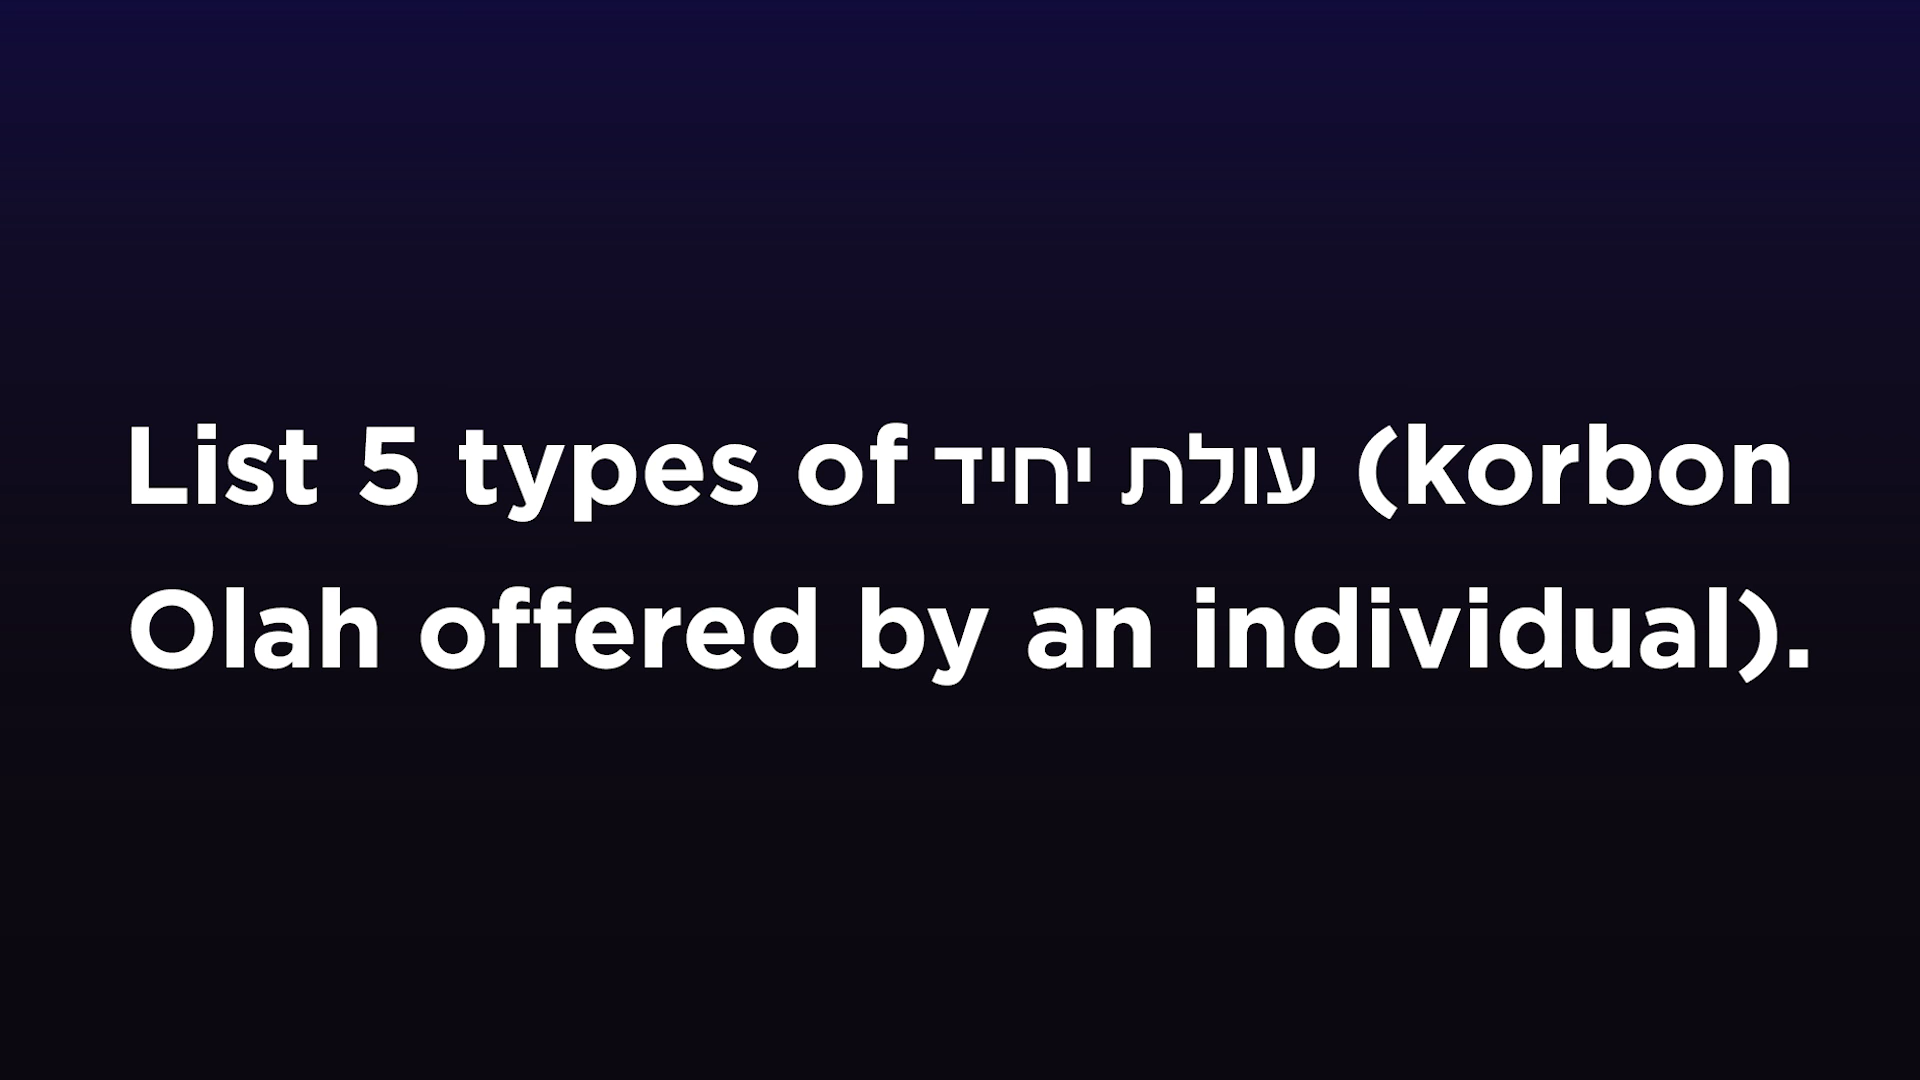 List 5 types of עולת יחיד (korbon
Olah offered by an individual).